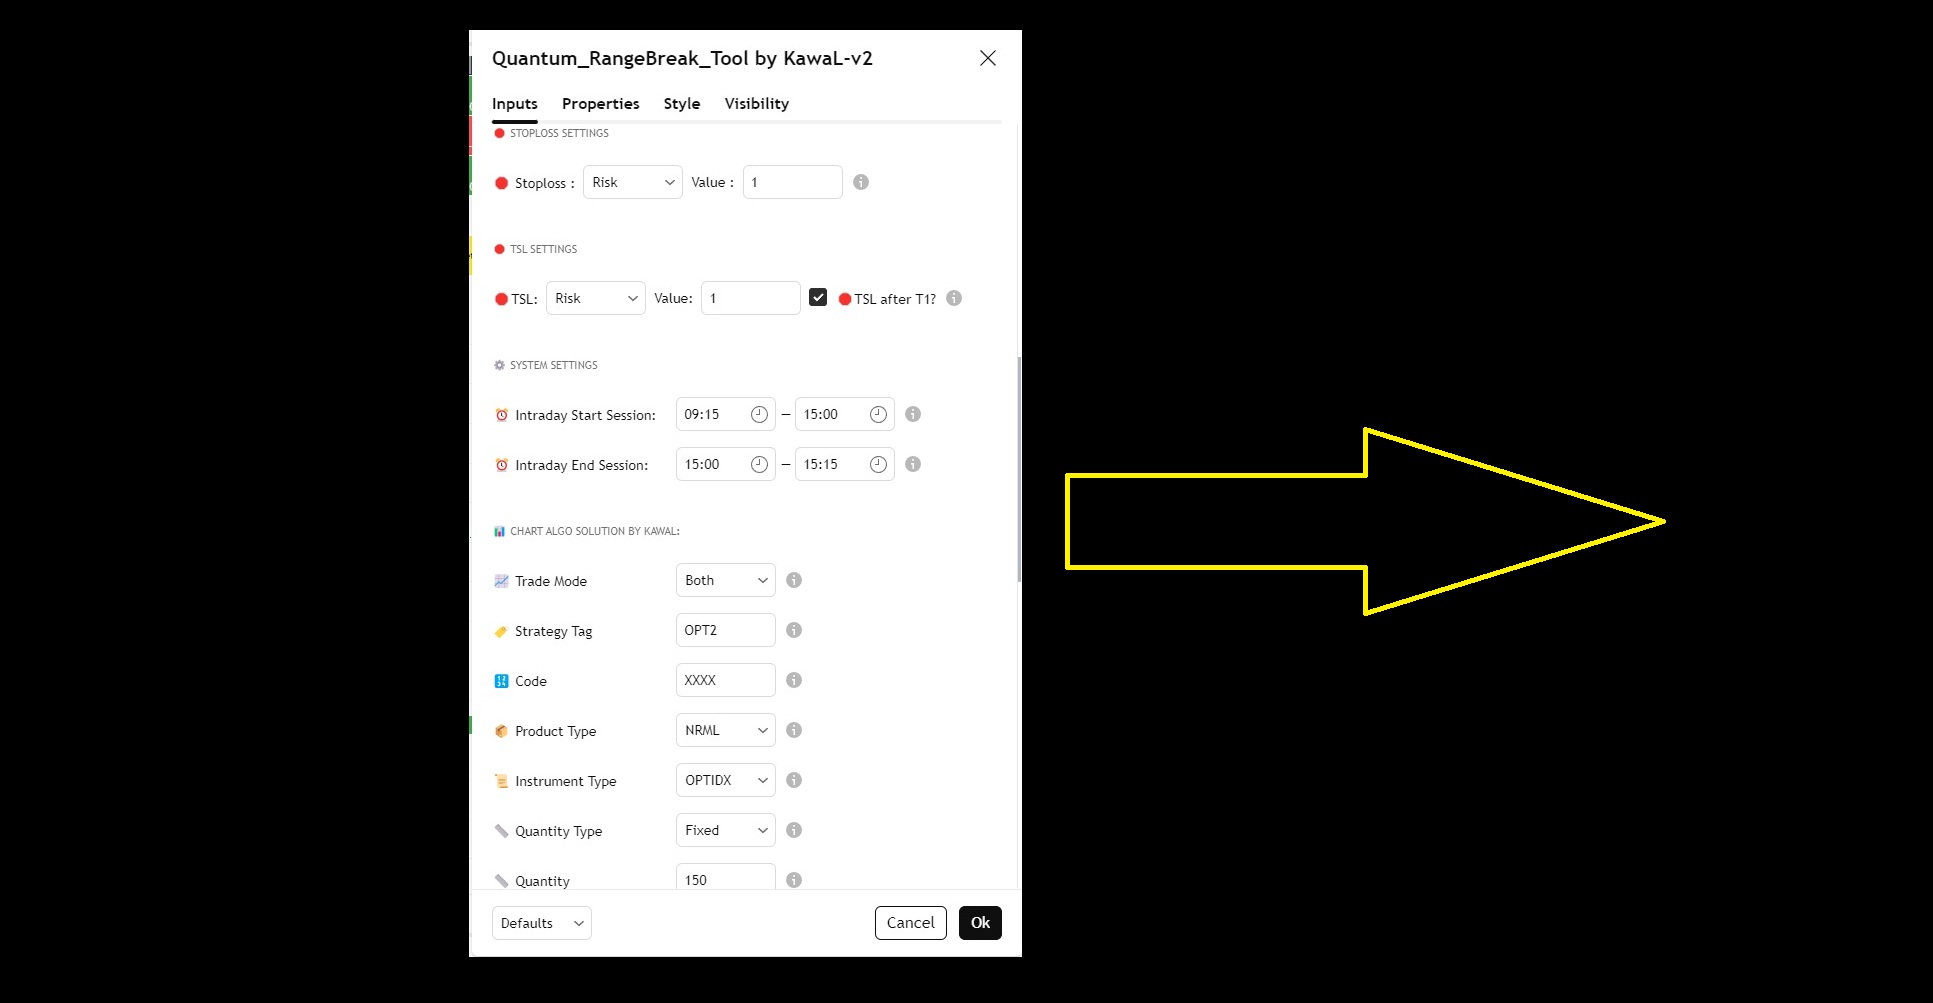 Quantum_RangeBreak_Tool by KawaL-v2
Inputs Properties Style Visibility
STOPLOSS SETTINGS
Stoploss : Risk Value : 1
TSL SETTINGS
TSL: Risk Value: 1 TSL after T1?
SYSTEM SETTINGS
Intraday Start Session: 09:15 – 15:00
Intraday End Session: 15:00 – 15:15
CHART ALGO SOLUTION BY KAWAL:
Trade Mode Both
Strategy Tag OPT2
Code XXXX
Product Type NRML
Instrument Type OPTIDX
Quantity Type Fixed
Quantity 150
Defaults Cancel Ok